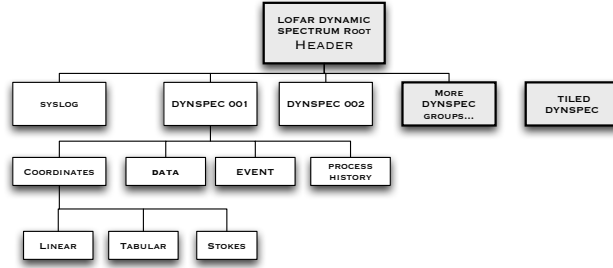 LOFAR DYNAMIC
SPECTRUM ROOT
HEADER
SYSLOG
DYNSPEC 001
DYNSPEC 002
MORE
DYNSPEC
GROUPS...
TILED
DYNSPEC
COORDINATES
DATA
EVENT
PROCESS
HISTORY
LINEAR
TABULAR
STOKES